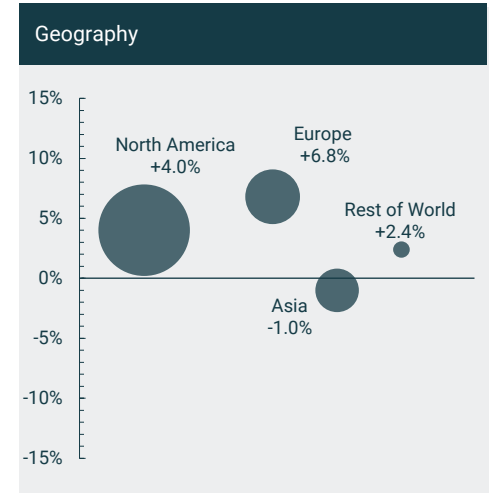 Geography
15%
10%
5%
0%
-5%
-10%
-15%
North America
+4.0%
Europe
+6.8%
Rest of World
+2.4%
Asia
-1.0%